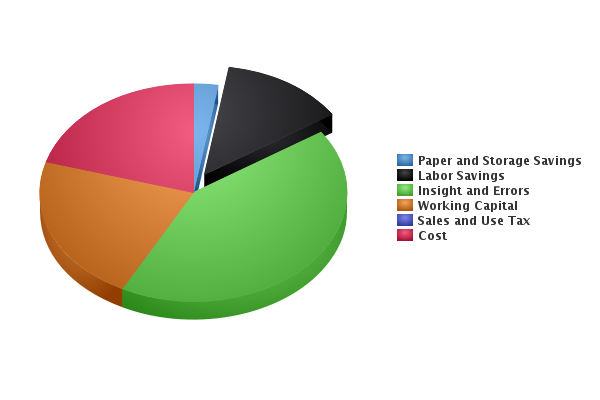 Paper and Storage Savings
Labor Savings
Insight and Errors
Working Capital
Sales and Use Tax
Cost